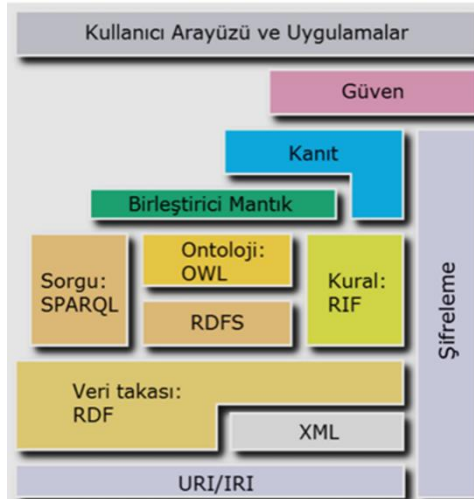 Kullanıcı Arayüzü ve Uygulamalar
Güven
Kanıt
Birleştirici Mantık
Sorgu:
SPARQL
Ontoloji:
OWL
RDFS
Kural:
RIF
Şifreleme
Veri takası:
RDF
XML
URI/IRI